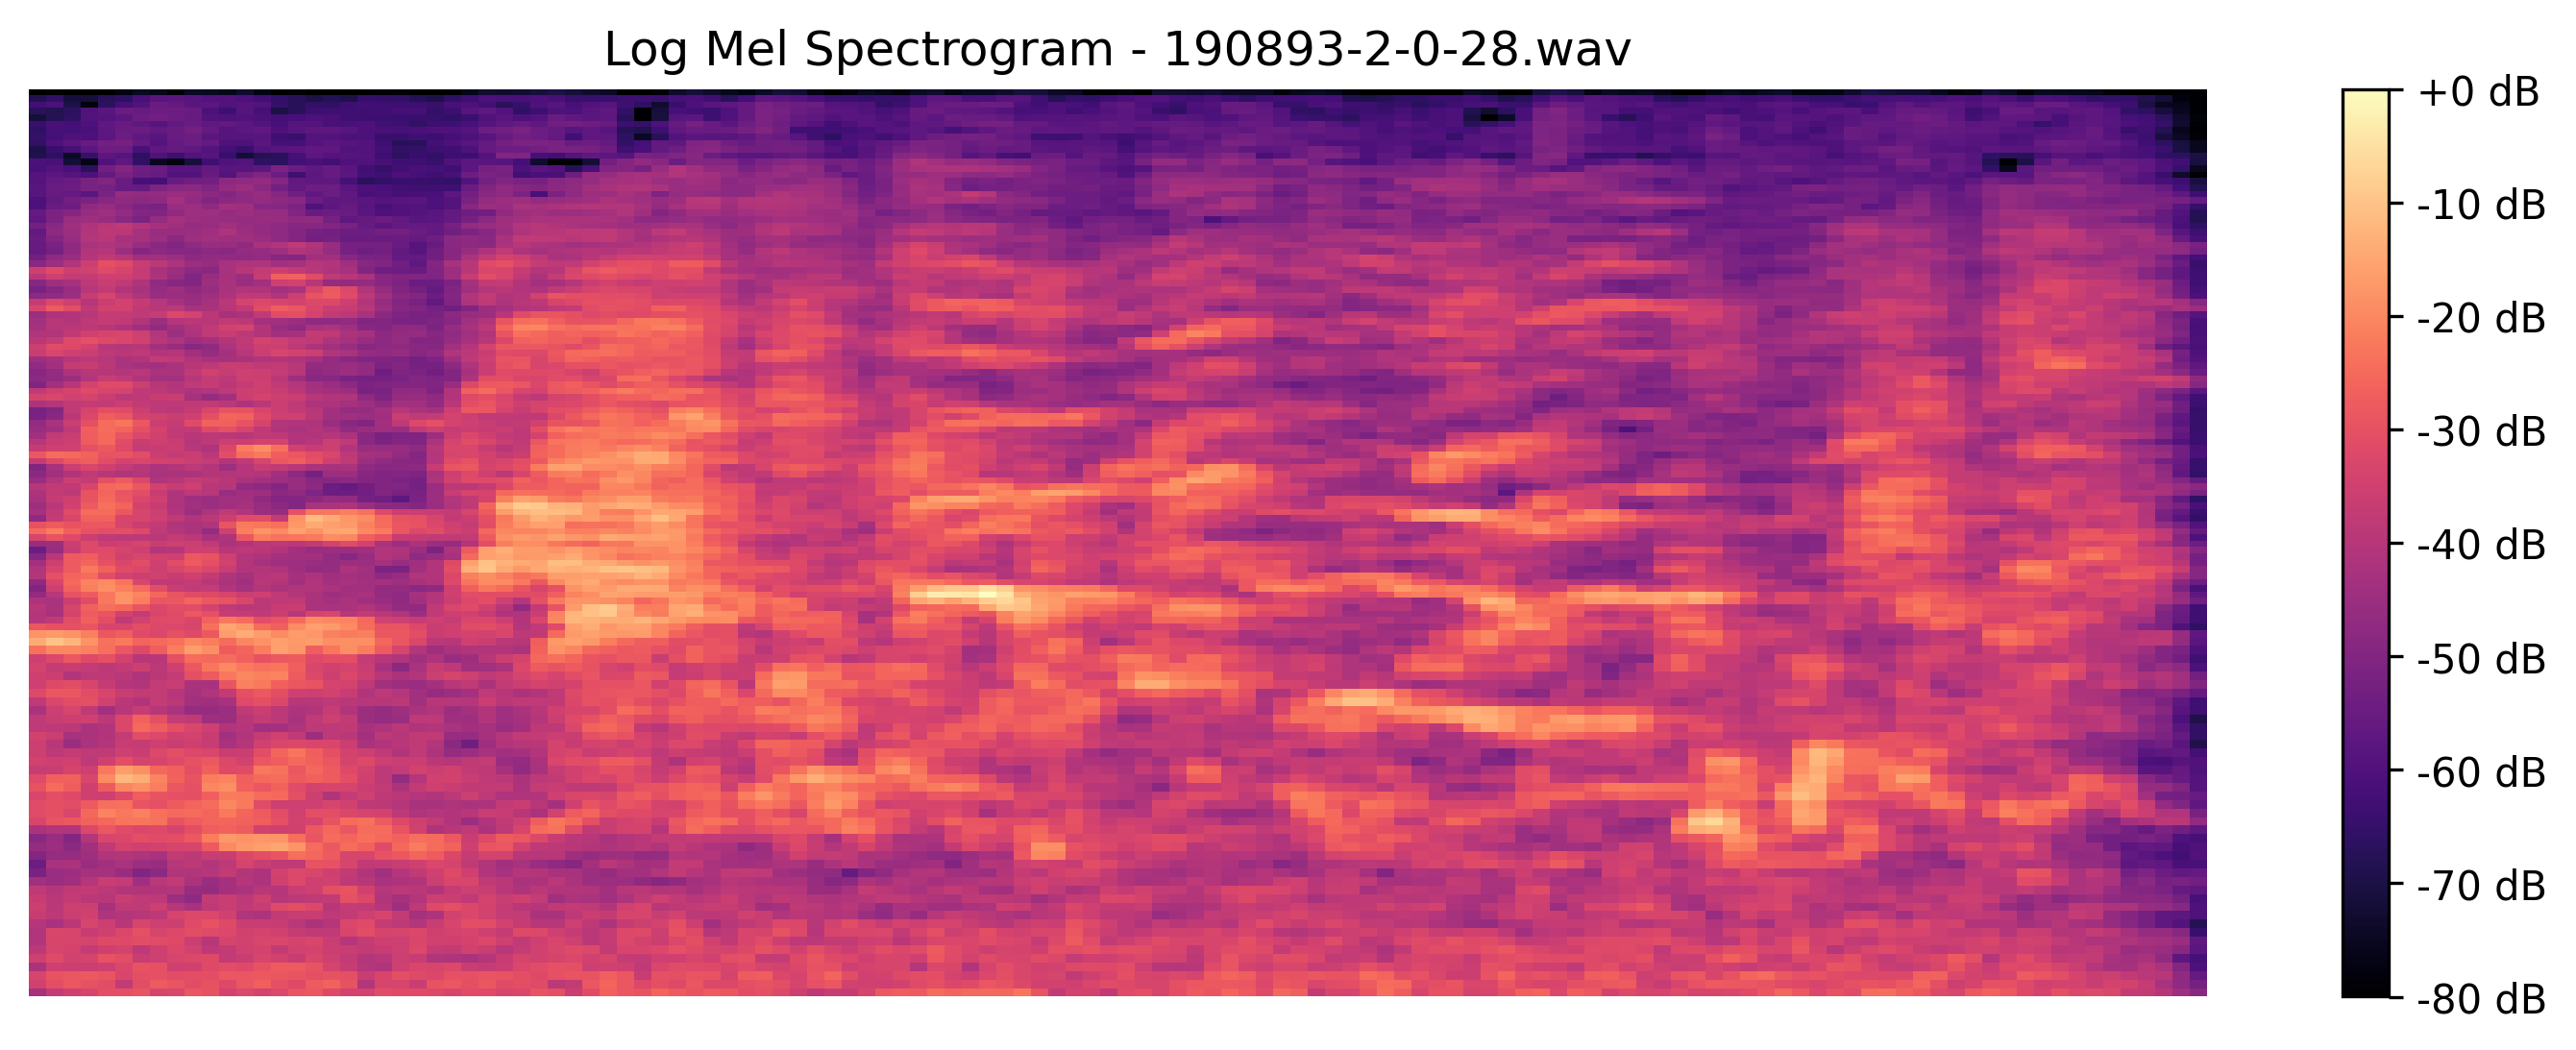 Log Mel Spectrogram - 190893-2-0-28.wav
+0 dB
-10 dB
-20 dB
-30 dB
-40 dB
-50 dB
-60 dB
-70 dB
-80 dB